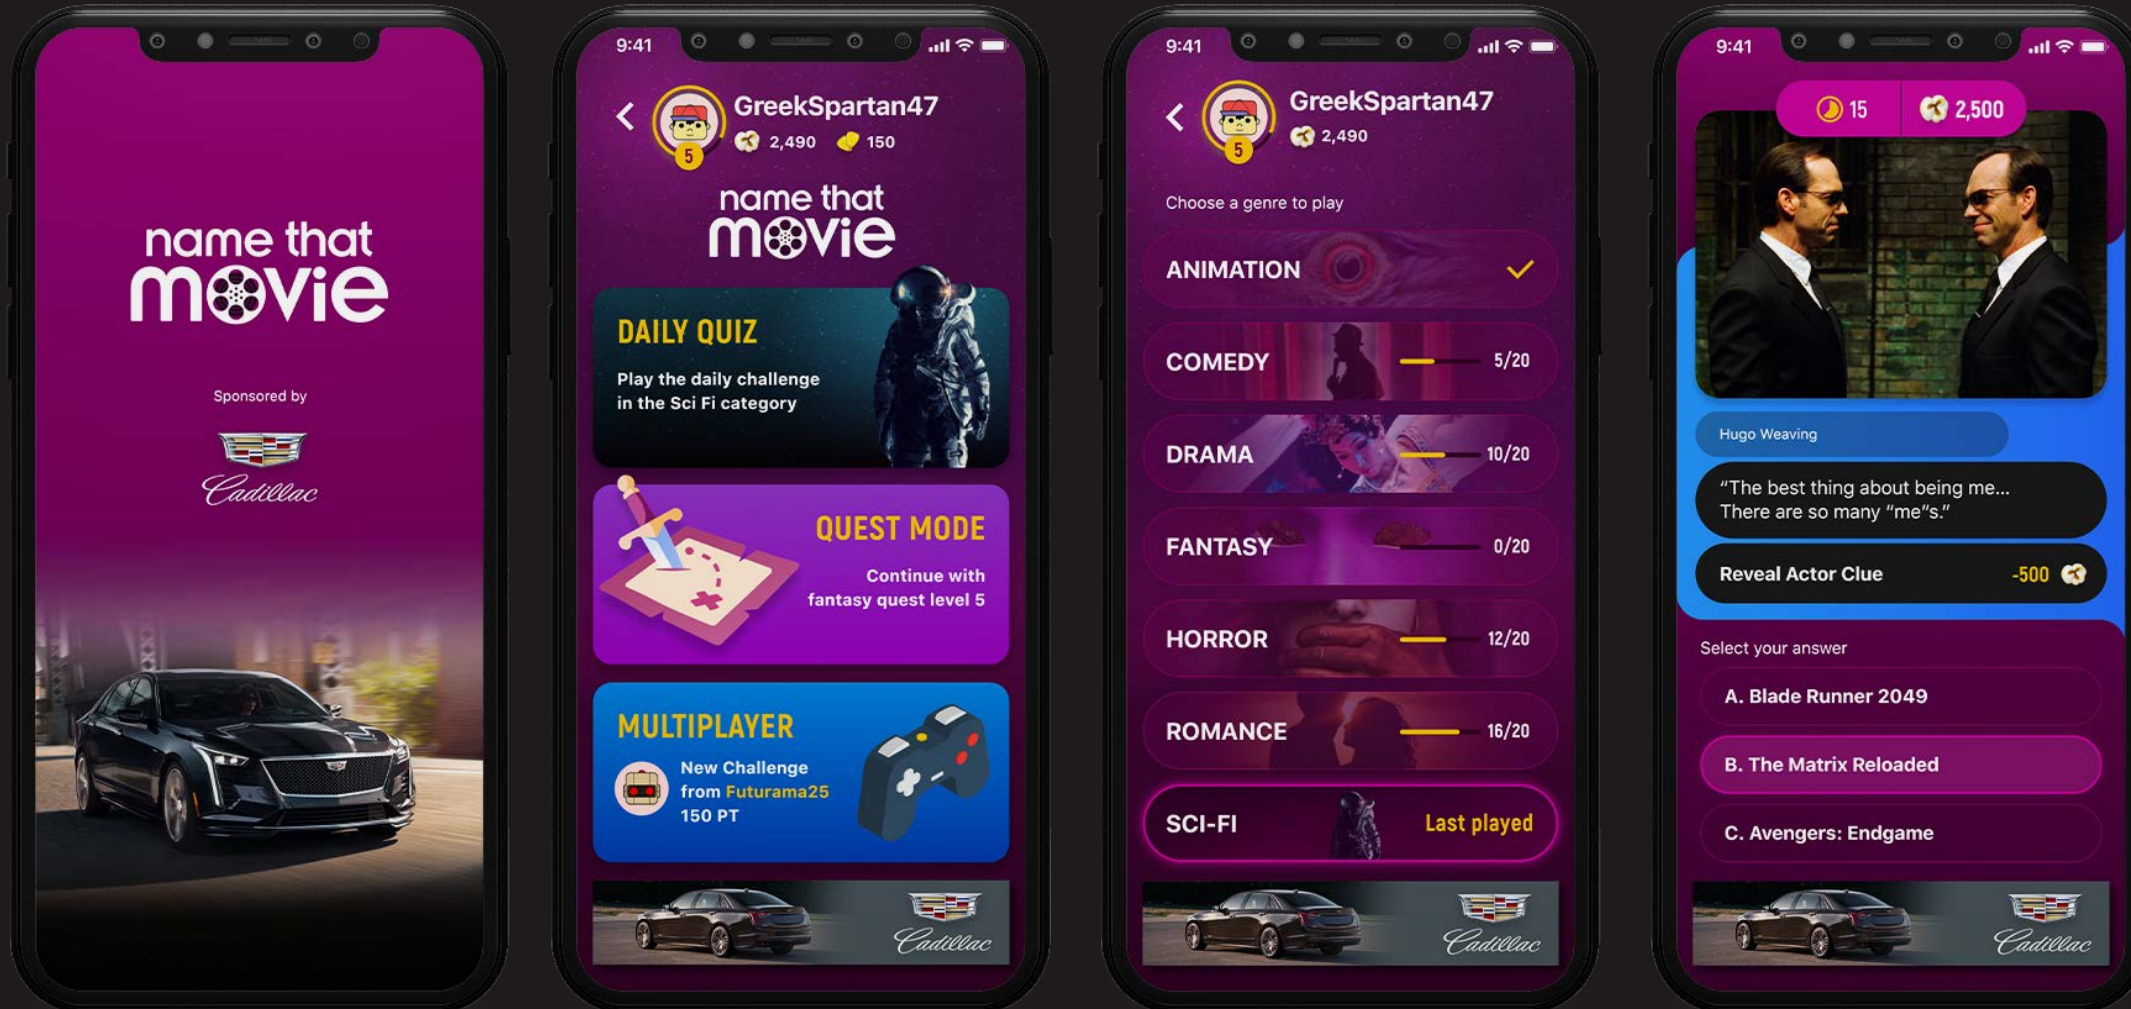 name that
movie
Sponsored by
Cadillac
9:41
GreekSpartan47
2,490 150
5
name that
movie
DAILY QUIZ
Play the daily challenge
in the Sci Fi category
QUEST MODE
Continue with
fantasy quest level 5
MULTIPLAYER
New Challenge
from Futurama25
150 PT
Cadillac
9:41
GreekSpartan47
2,490
5
Choose a genre to play
ANIMATION
COMEDY 5/20
DRAMA 10/20
FANTASY 0/20
HORROR 12/20
ROMANCE 16/20
SCI-FI Last played
Cadillac
9:41
15 2,500
Hugo Weaving
“The best thing about being me...
There are so many “me"s.”
Reveal Actor Clue -500
Select your answer
A. Blade Runner 2049
B. The Matrix Reloaded
C. Avengers: Endgame
Cadillac